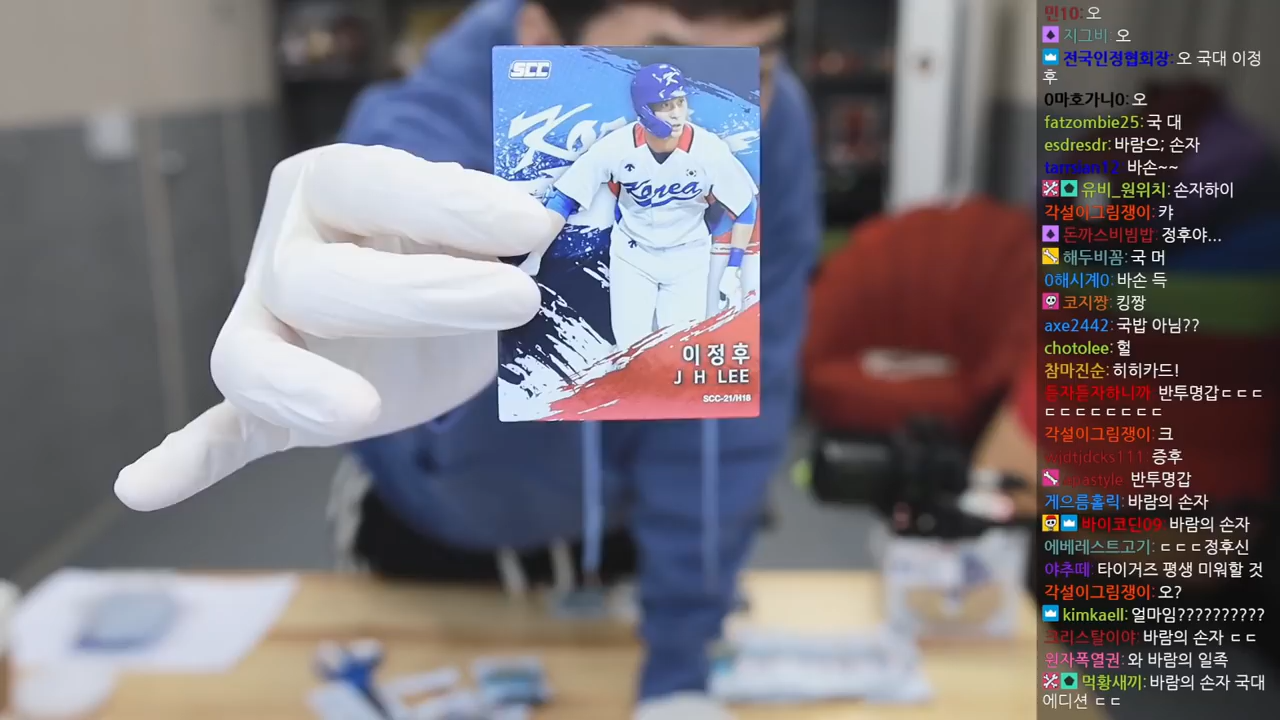 SCC
Korea
이정후
J H LEE
SCC-21/H18
민10: 오
지그비: 오
전국인정협회장: 오 국대 이정
후
0마호가니0: 오
fatzombie25: 국 대
esdresdr: 바람으; 손자
바손~~
유비_원위치: 손자하이
각설이그림쟁이: 캬
돈까스비빔밥: 정후야...
해두비꼼: 국 머
0해시계0: 바손 득
코지짱: 킹짱
axe2442: 국밥 아님??
chotolee: 헐
참마진순: 히히카드!
듣자듣자하니까: 반투명갑ㄷㄷㄷ
ㄷㄷㄷㄷㄷㄷㄷㄷ
각설이그림쟁이: 크
증후
반투명갑
게으름홀릭: 바람의 손자
바이코딘09: 바람의 손자
에베레스트고기: ㄷㄷㄷ정후신
야추떼: 타이거즈 평생 미워할 것
각설이그림쟁이: 오?
kimkaell: 얼마임??????????
크리스탈이야: 바람의 손자 ㄷㄷ
원자폭열권: 와 바람의 일족
먹황새끼: 바람의 손자 국대
에디션 ㄷㄷ